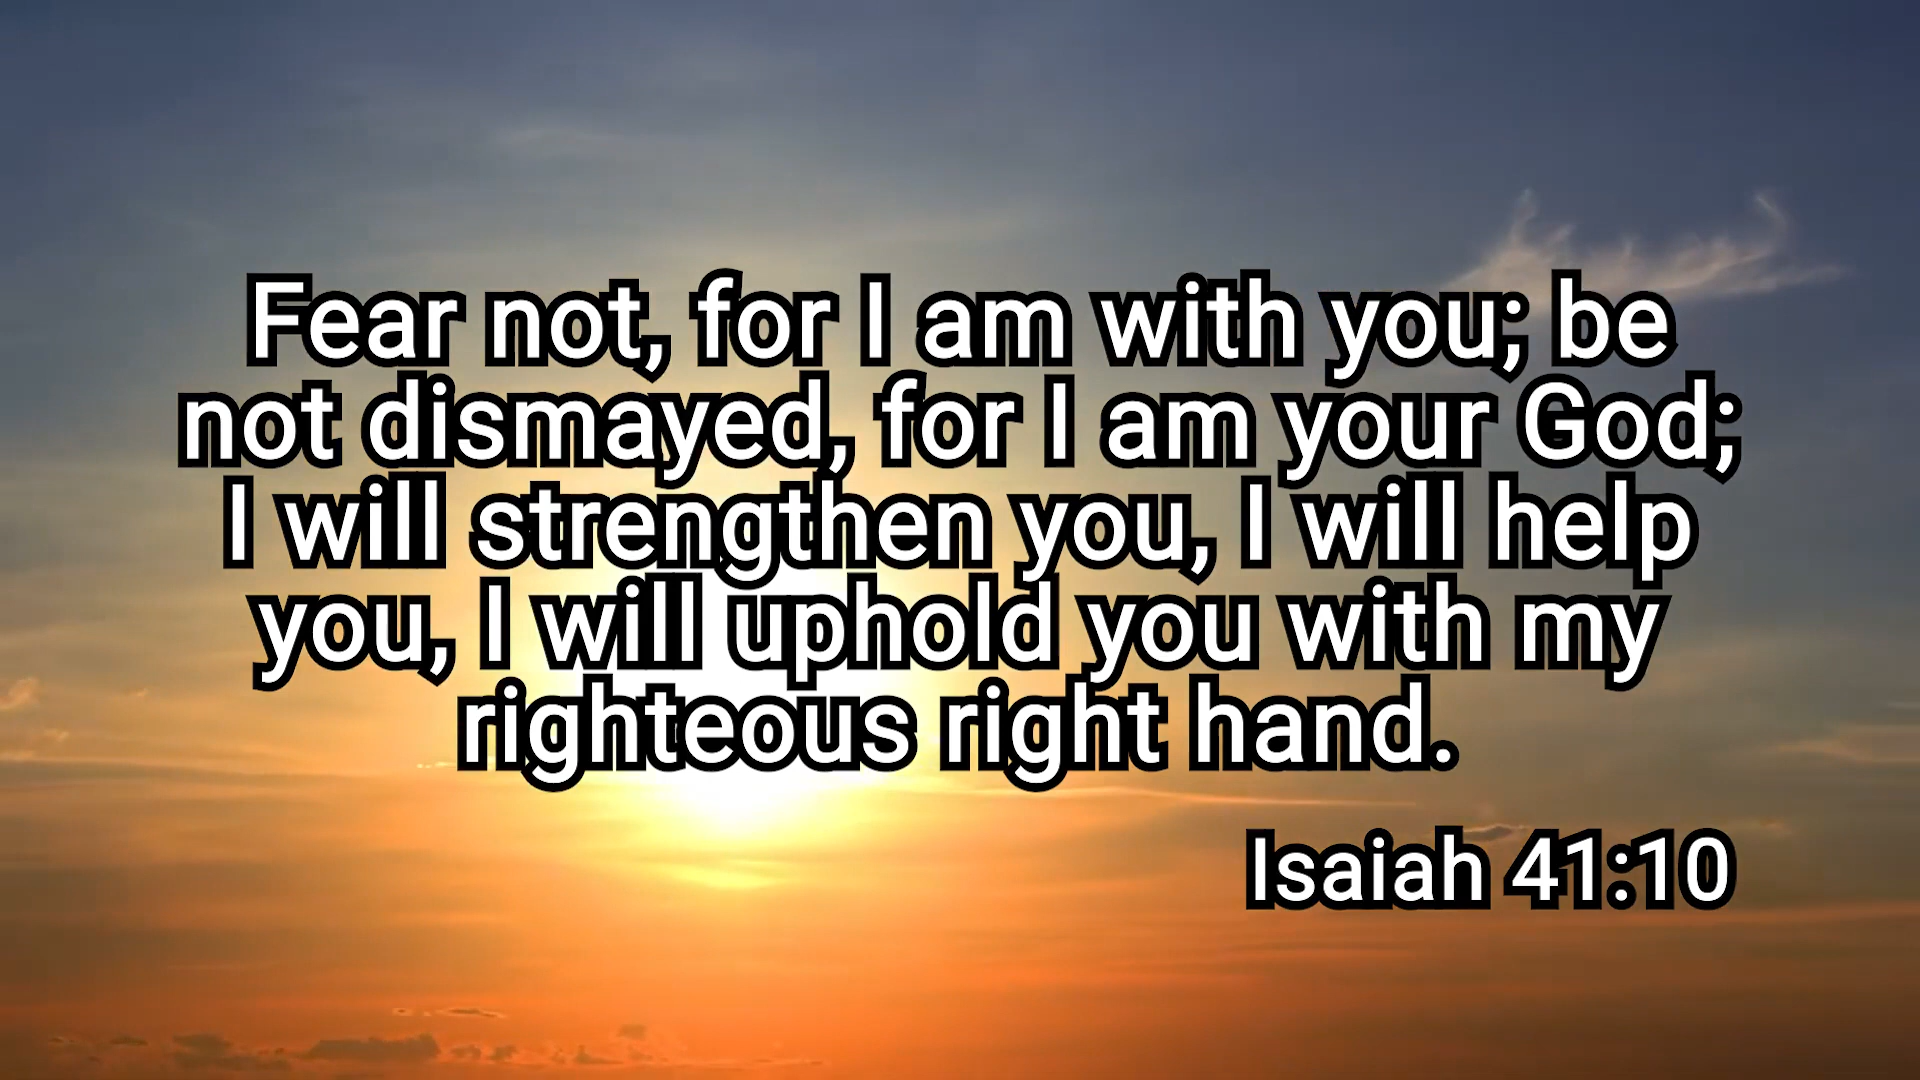 Fear not, for I am with you; be
not dismayed, for I am your God;
I will strengthen you, I will help
you, I will uphold you with my
righteous right hand.
Isaiah 41:10